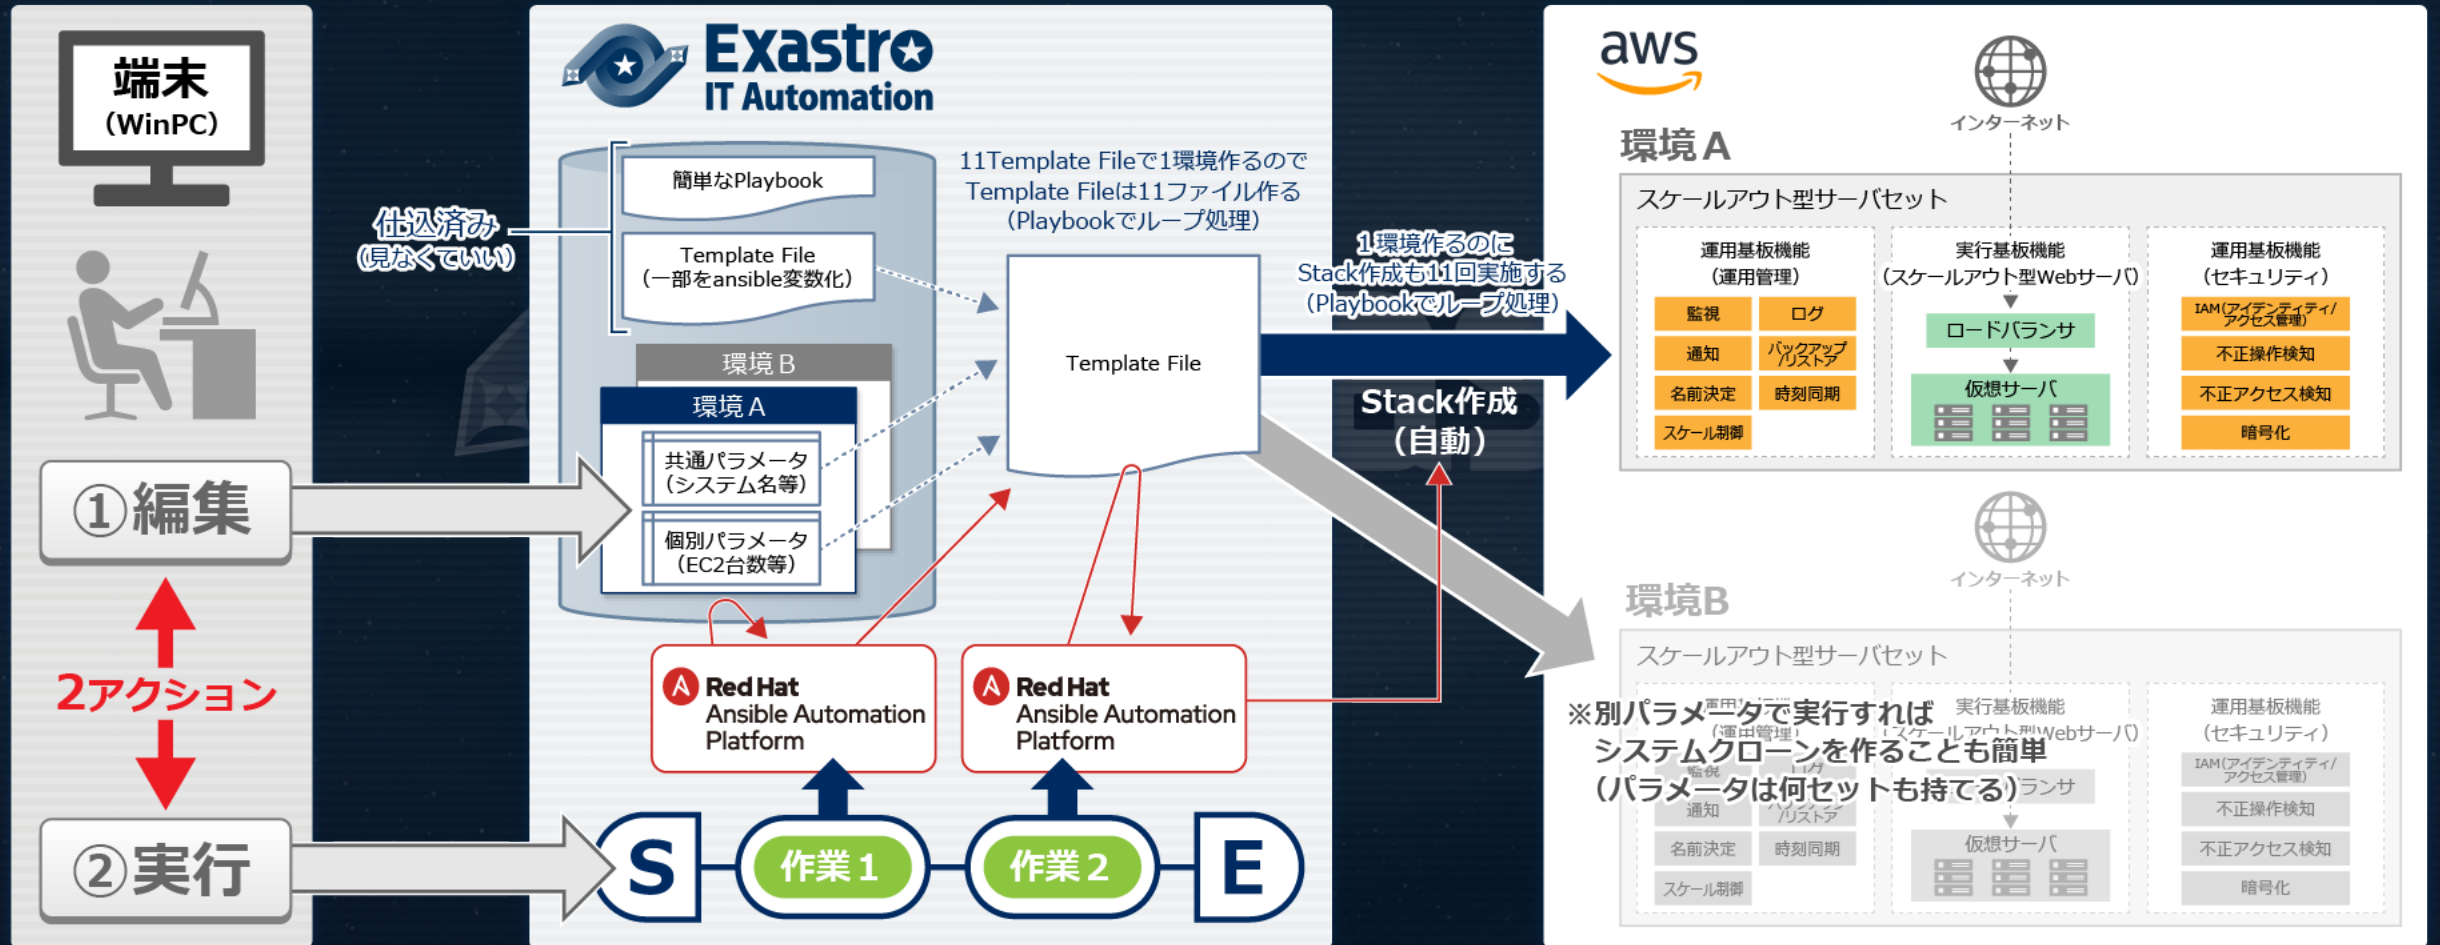 端末
（WinPC）
①編集
2アクション
②実行
仕込済み
（見なくていい）
Exastro
IT Automation
簡単なPlaybook
Template File
（一部をansible変数化）
環境B
環境A
共通パラメータ
（システム名等）
個別パラメータ
（EC2台数等）
11Template Fileで1環境作るので
Template Fileは11ファイル作る
（Playbookでループ処理）
Template File
Red Hat
Ansible Automation
Platform
Red Hat
Ansible Automation
Platform
S
作業1
作業2
E
1環境作るのに
Stack作成も11回実施する
（Playbookでループ処理）
Stack作成
（自動）
aws
インターネット
環境A
スケールアウト型サーバセット
運用基板機能
（運用管理）
監視
ログ
通知
バックアップ
/リストア
名前決定
時刻同期
スケール制御
実行基板機能
（スケールアウト型Webサーバ）
ロードバランサ
仮想サーバ
運用基板機能
（セキュリティ）
IAM（アイデンティティ/
アクセス管理）
不正操作検知
不正アクセス検知
暗号化
インターネット
環境B
スケールアウト型サーバセット
※別パラメータで実行すれば
システムクローンを作ることも簡単
（パラメータは何セットも持てる）
（運用管理）
監視
ログ
通知
/リストア
名前決定
時刻同期
スケール制御
実行基板機能
仮想サーバ
運用基板機能
（セキュリティ）
IAM（アイデンティティ/
アクセス管理）
不正操作検知
不正アクセス検知
暗号化